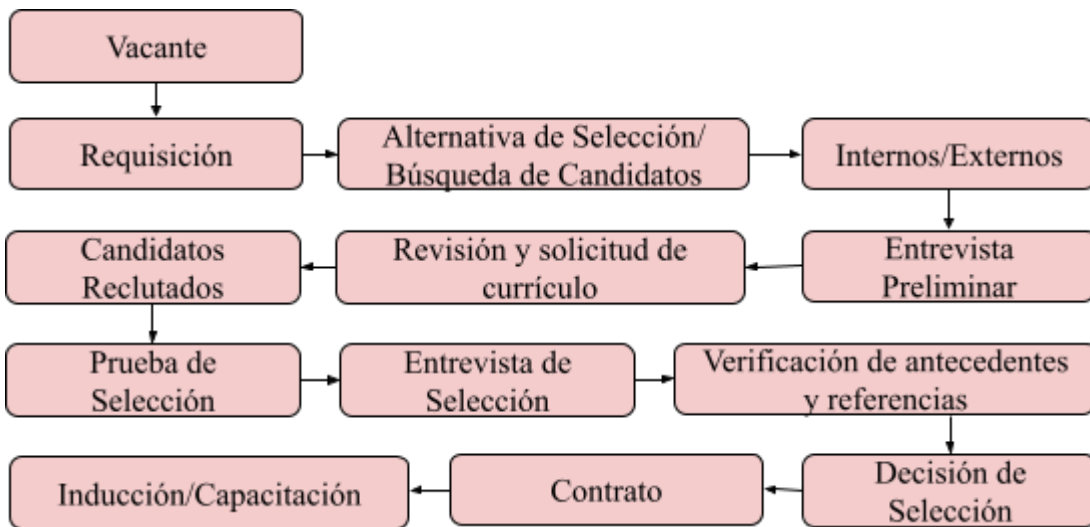 Vacante
Requisición
Alternativa de Selección/
Búsqueda de Candidatos
Internos/Externos
Entrevista
Preliminar
Revisión y solicitud de
currículo
Candidatos
Reclutados
Prueba de
Selección
Entrevista de
Selección
Verificación de antecedentes
y referencias
Decisión de
Selección
Contrato
Inducción/Capacitación